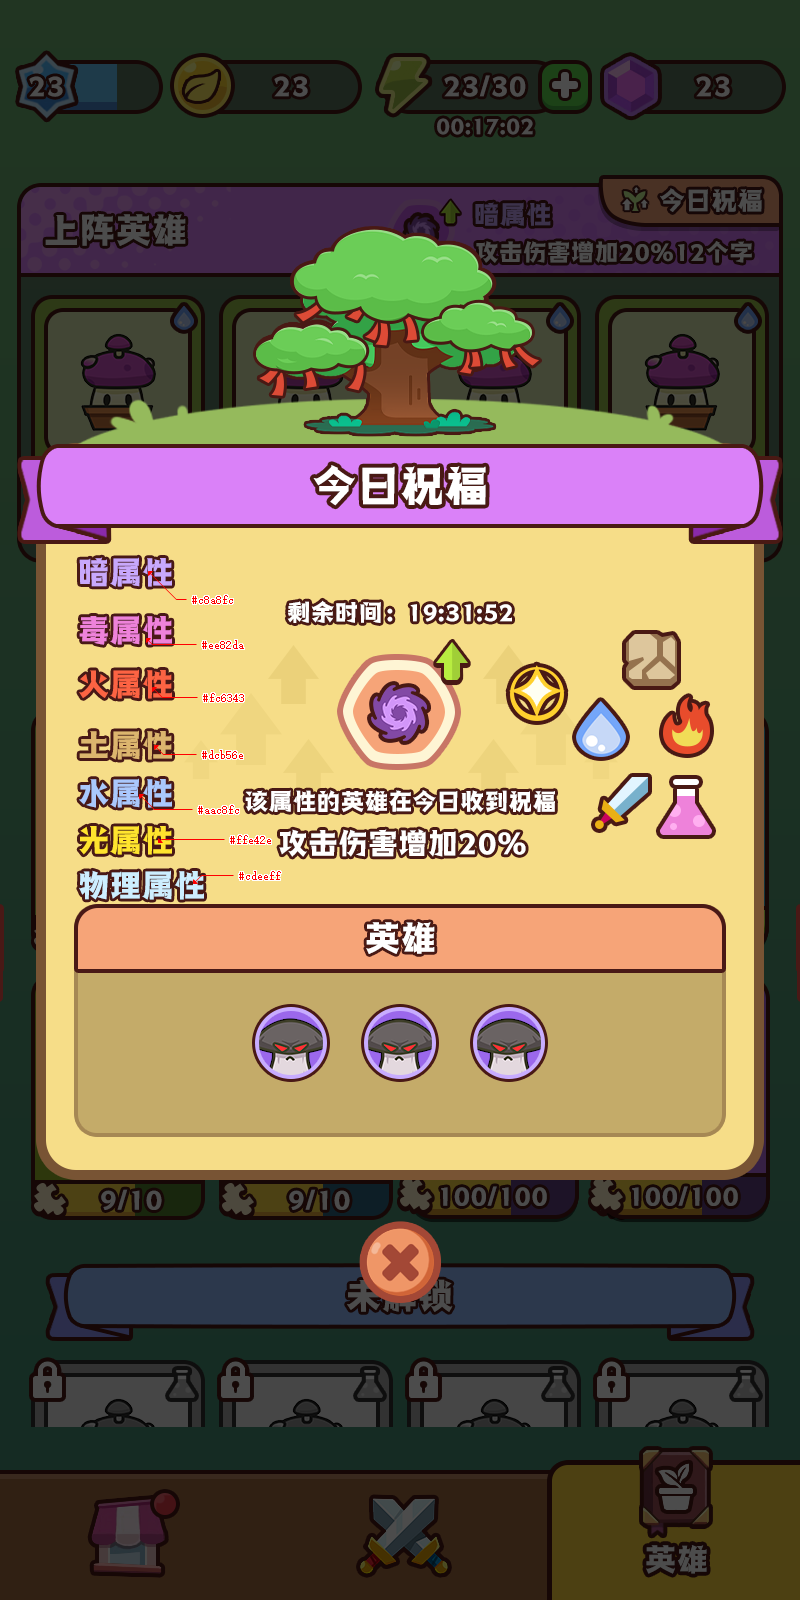 23
23
23/30
23
00:17:02
今日祝福
上阵英雄
暗属性
攻击伤害增加20%12个字
今日祝福
暗属性
#c8a8fc
剩余时间：19:31:52
毒属性
#ee82da
火属性
#fc6343
土属性
#dcb56e
水属性
#aac8fc
该属性的英雄在今日收到祝福
光属性
#ffe42e
攻击伤害增加20%
物理属性
#cdeeff
英雄
9/10
9/10
100/100
100/100
未解锁
英雄